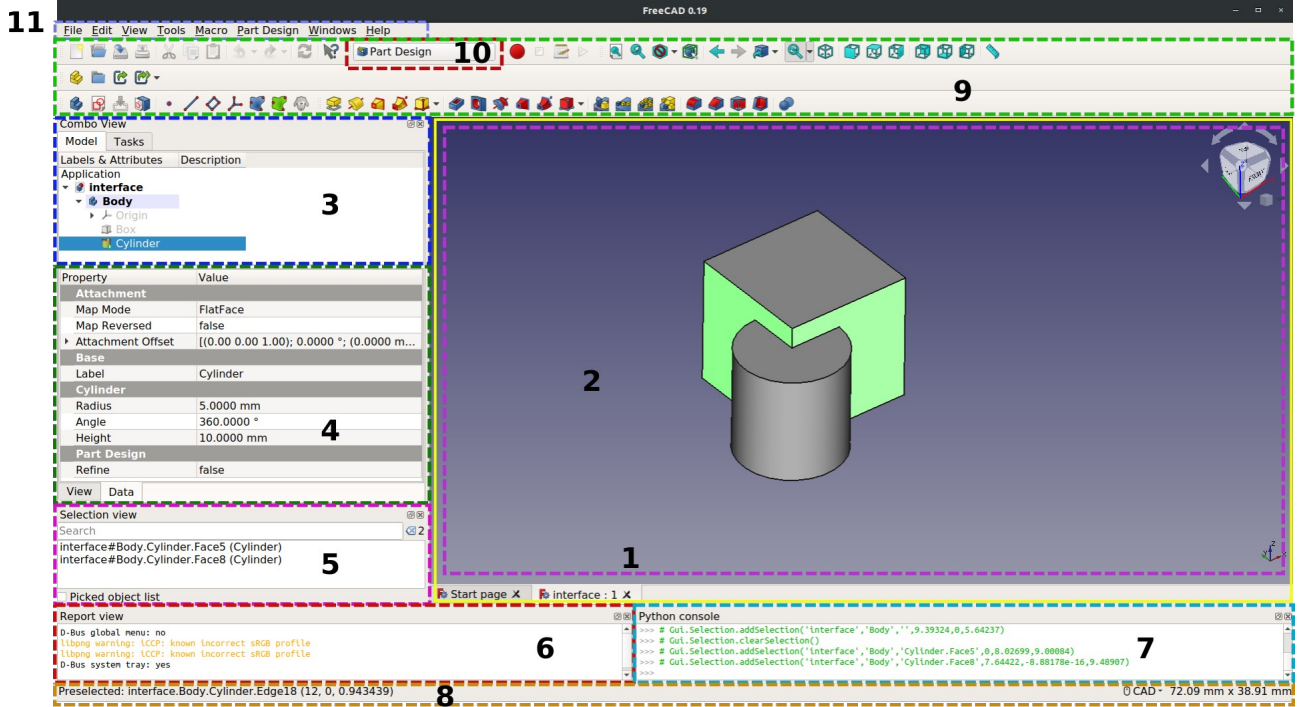 FreeCAD 0.19
11
File Edit View Tools Macro Part Design Windows Help
Part Design
10
9
Combo View
Model Tasks
Labels & Attributes Description
Application
interface
Body
Origin
Box
Cylinder
3
Property Value
Attachment
Map Mode FlatFace
Map Reversed false
Attachment Offset [(0.00 0.00 1.00); 0.0000 °; (0.0000 m...
Base
Label Cylinder
Cylinder
Radius 5.0000 mm
Angle 360.0000 °
Height 10.0000 mm
Part Design
Refine false
4
View Data
Selection view
Search 2
interface#Body.Cylinder.Face5 (Cylinder)
interface#Body.Cylinder.Face8 (Cylinder)
5
Picked object list
TOP
FRONT
2
1
Z
Y
X
Start page interface : 1
Report view
D-Bus global menu: no
libpng warning: iCCP: known incorrect sRGB profile
libpng warning: iCCP: known incorrect sRGB profile
D-Bus system tray: yes
6
Python console
>>> # Gui.Selection.addSelection('interface','Body','',9.39324,0,5.64237)
>>> # Gui.Selection.clearSelection()
>>> # Gui.Selection.addSelection('interface','Body','Cylinder.Face5',0,8.02699,9.00084)
>>> # Gui.Selection.addSelection('interface','Body','Cylinder.Face8',7.64422,-8.88178e-16,9.48907)
>>>
7
Preselected: interface.Body.Cylinder.Edge18 (12, 0, 0.943439)
8
CAD 72.09 mm x 38.91 mm